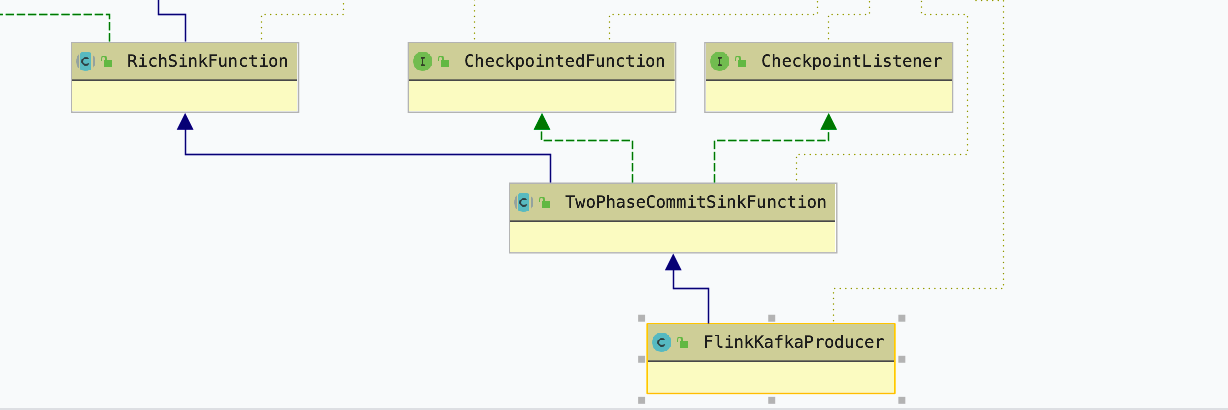 C RichSinkFunction
I CheckpointedFunction
I CheckpointListener
C TwoPhaseCommitSinkFunction
C FlinkKafkaProducer